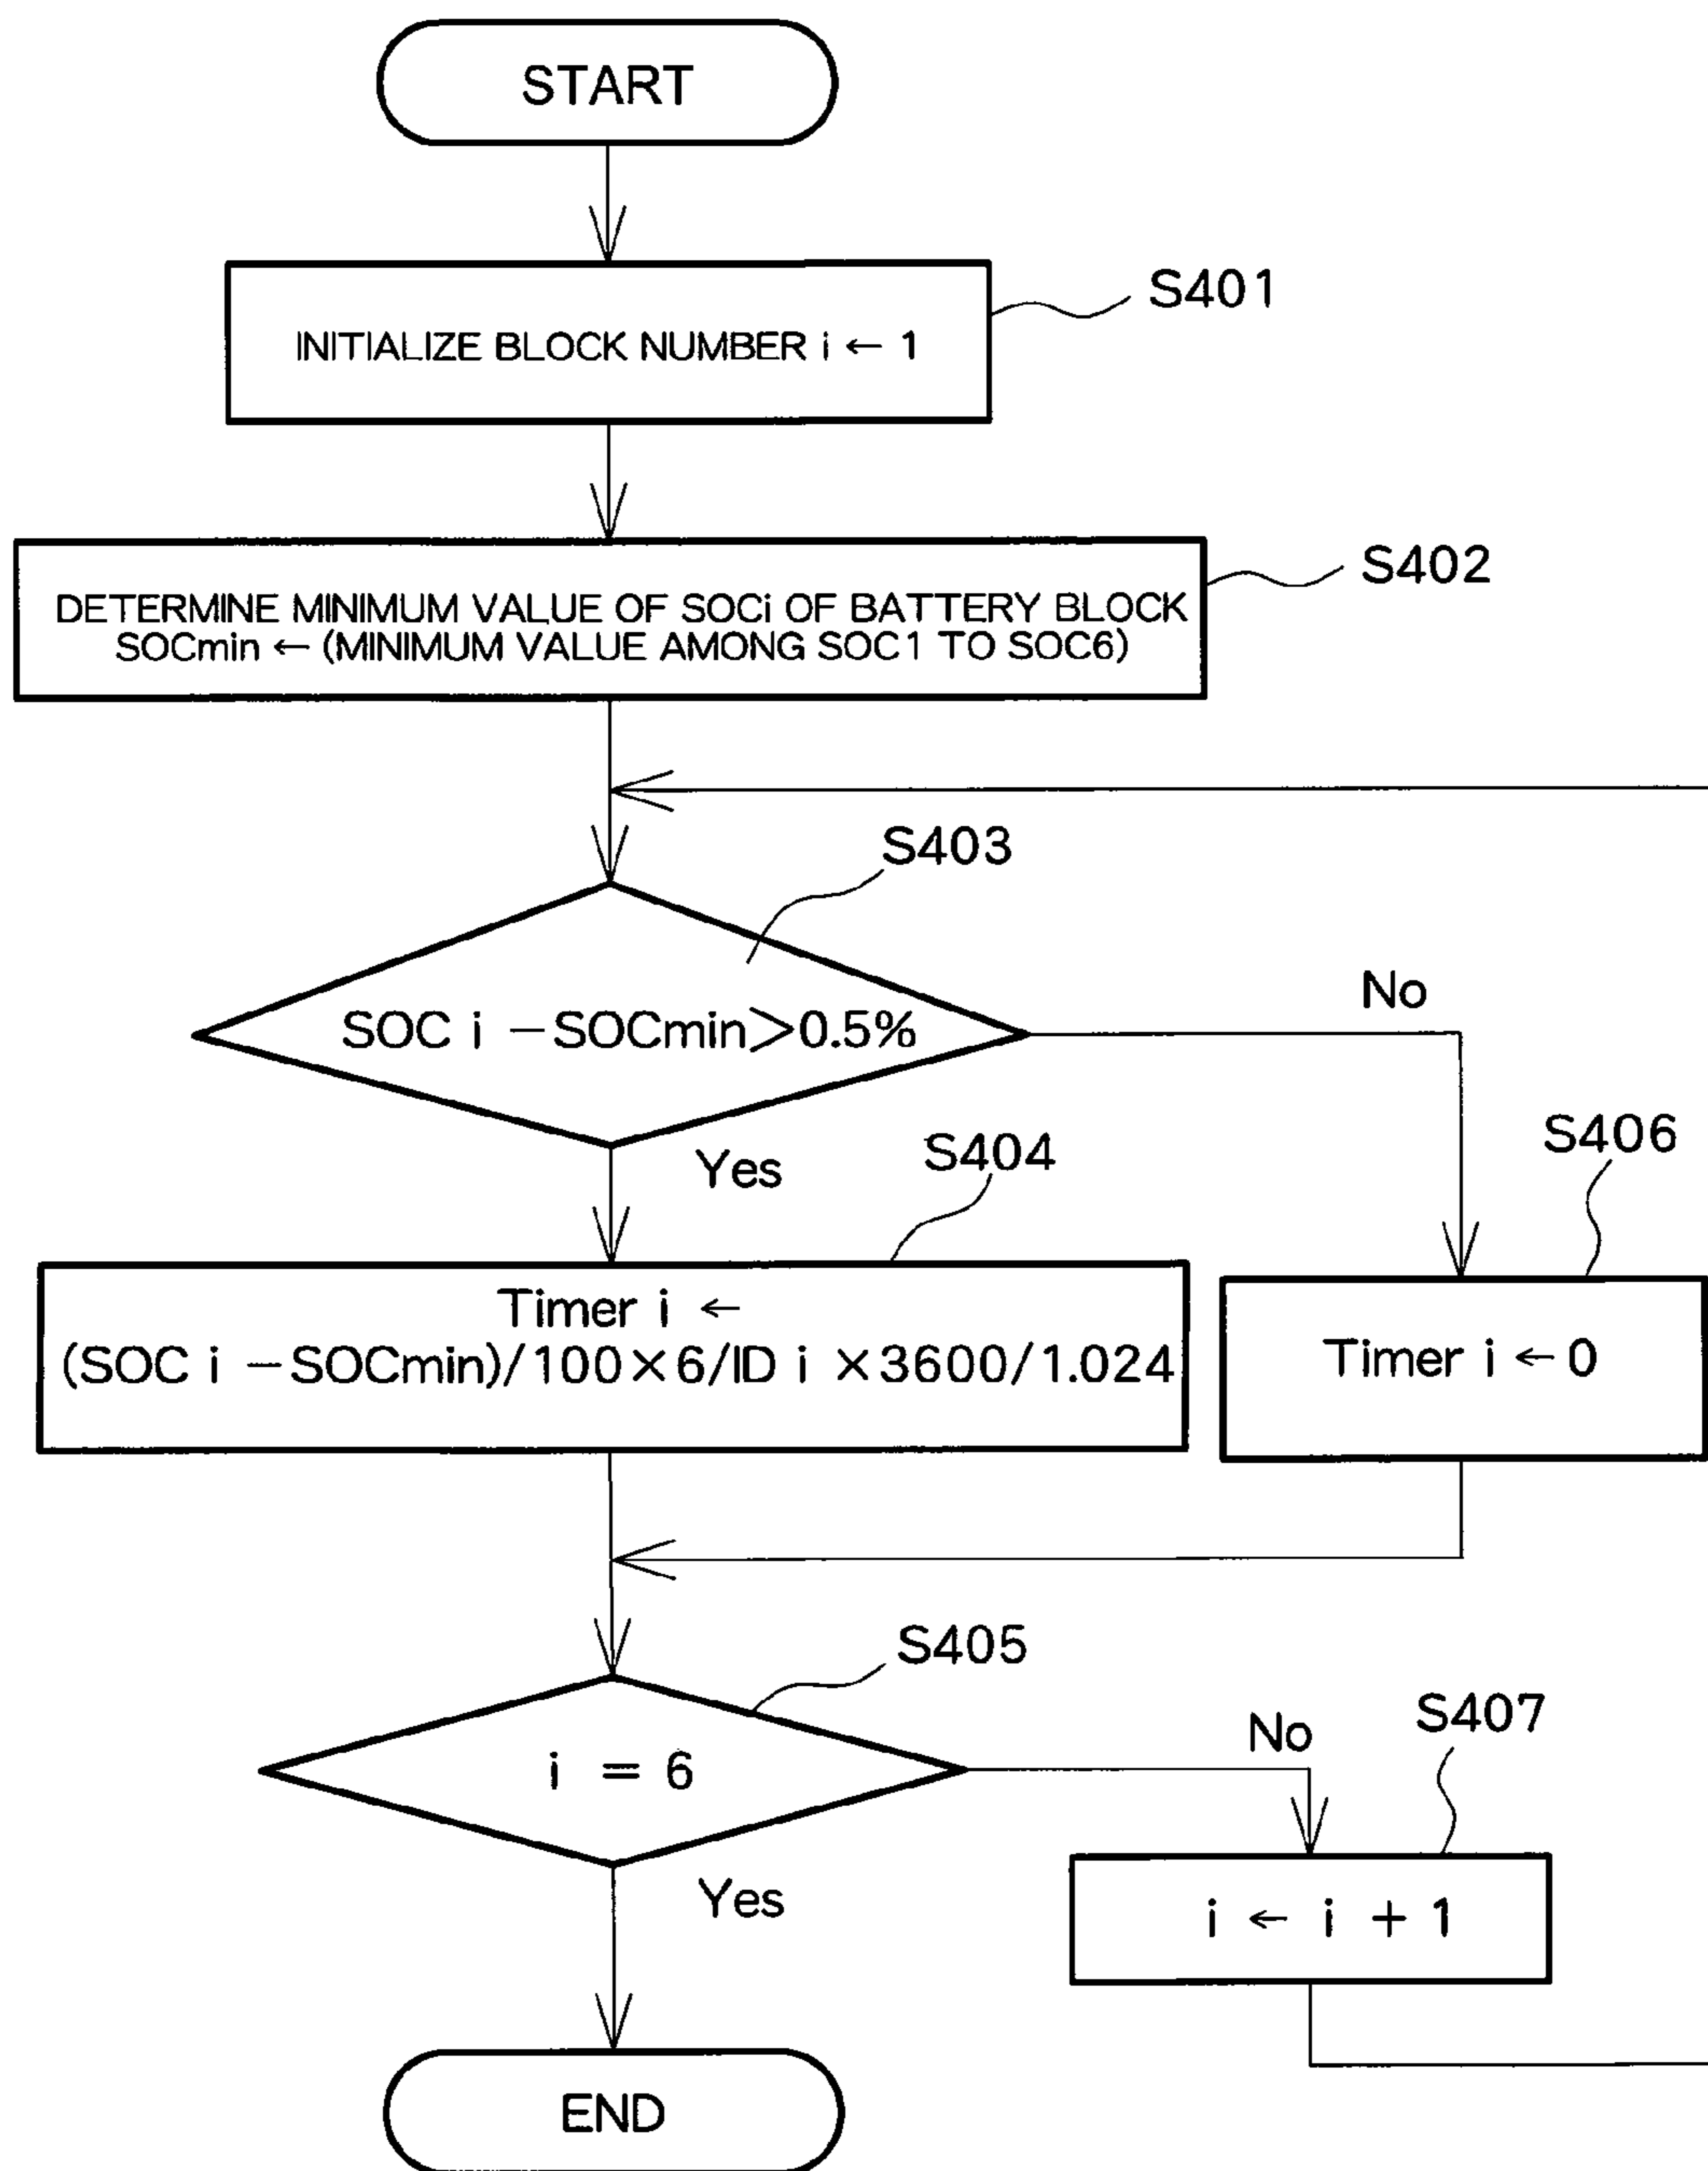 START
S401
INITIALIZE BLOCK NUMBER i ← 1
S402
DETERMINE MINIMUM VALUE OF SOCi OF BATTERY BLOCK
SOCmin ← (MINIMUM VALUE AMONG SOC1 TO SOC6)
S403
SOC i －SOCmin＞0.5%
No
Yes
S404
S406
Timer i ←
(SOC i －SOCmin)/100×6/ID i ×3600/1.024
Timer i ← 0
S405
i = 6
No
S407
Yes
i ← i + 1
END